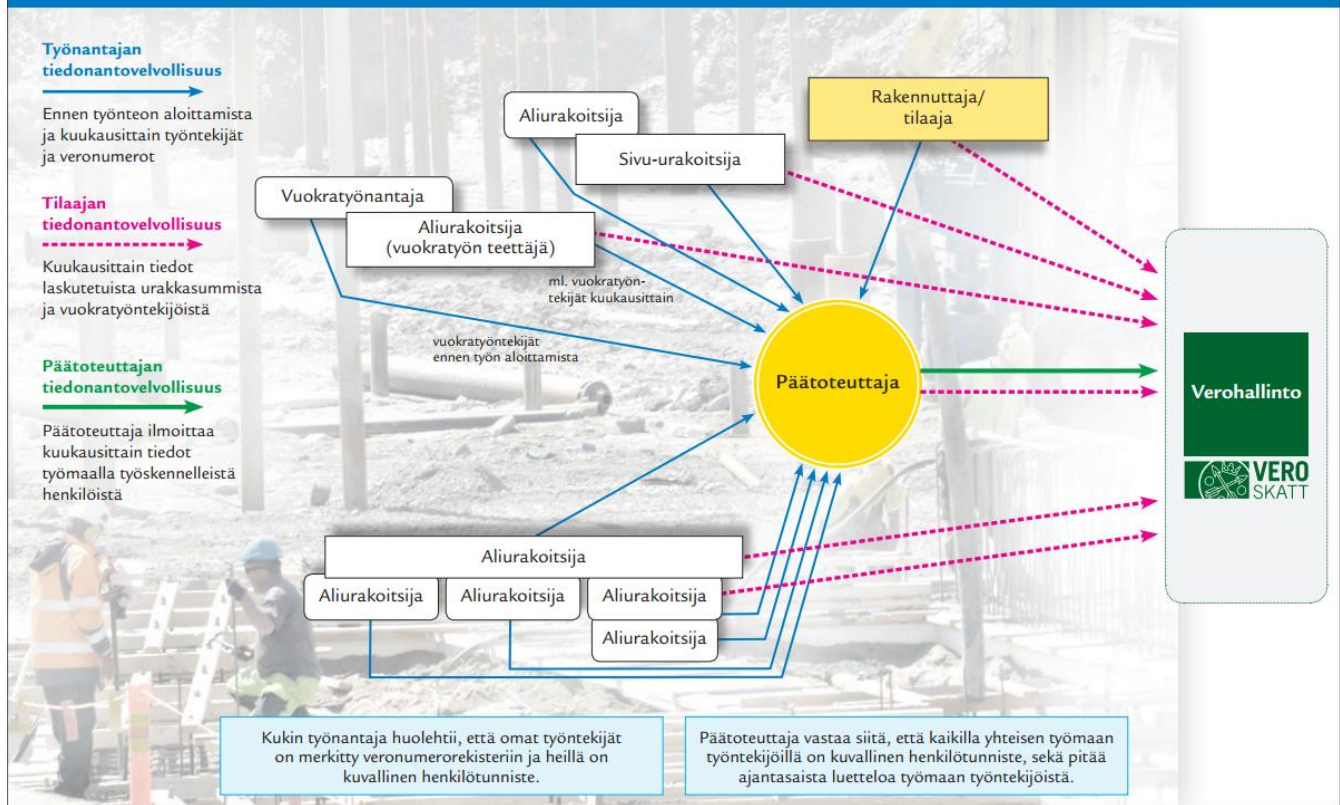 Työnantajan
tiedonantovelvollisuus
Ennen työnteon aloittamista
ja kuukausittain työntekijät
ja veronumerot
Tilaajan
tiedonantovelvollisuus
Kuukausittain tiedot
laskutetuista urakkasummista
ja vuokratyöntekijöistä
Päätoteuttajan
tiedonantovelvollisuus
Päätoteuttaja ilmoittaa
kuukausittain tiedot
työmaalla työskennelleistä
henkilöistä
Rakennuttaja/
tilaaja
Aliurakoitsija
Sivu-urakoitsija
Vuokratyönantaja
Aliurakoitsija
(vuokratyön teettäjä)
ml. vuokratyön-
tekijät kuukausittain
vuokratyöntekijät
ennen työn aloittamista
Päätoteuttaja
Verohallinto
VERO
SKATT
Aliurakoitsija
Aliurakoitsija
Aliurakoitsija
Aliurakoitsija
Aliurakoitsija
Kukin työnantaja huolehtii, että omat työntekijät
on merkitty veronumerorekisteriin ja heillä on
kuvallinen henkilötunniste.
Päätoteuttaja vastaa siitä, että kaikilla yhteisen työmaan
työntekijöillä on kuvallinen henkilötunniste, sekä pitää
ajantasaista luetteloa työmaan työntekijöistä.